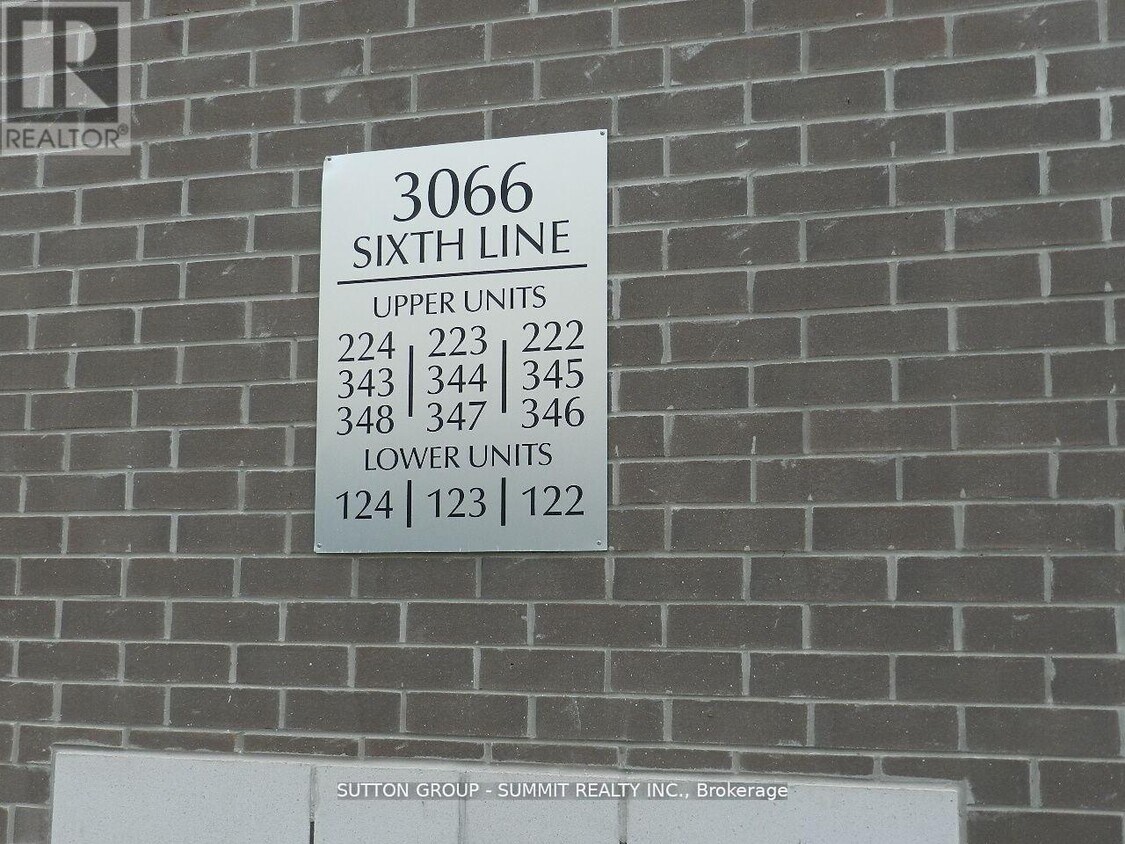 R
REALTOR®
3066
SIXTH LINE
UPPER UNITS
224 | 223 | 222
343 | 344 | 345
348 | 347 | 346
LOWER UNITS
124 | 123 | 122
SUTTON GROUP - SUMMIT REALTY INC., Brokerage